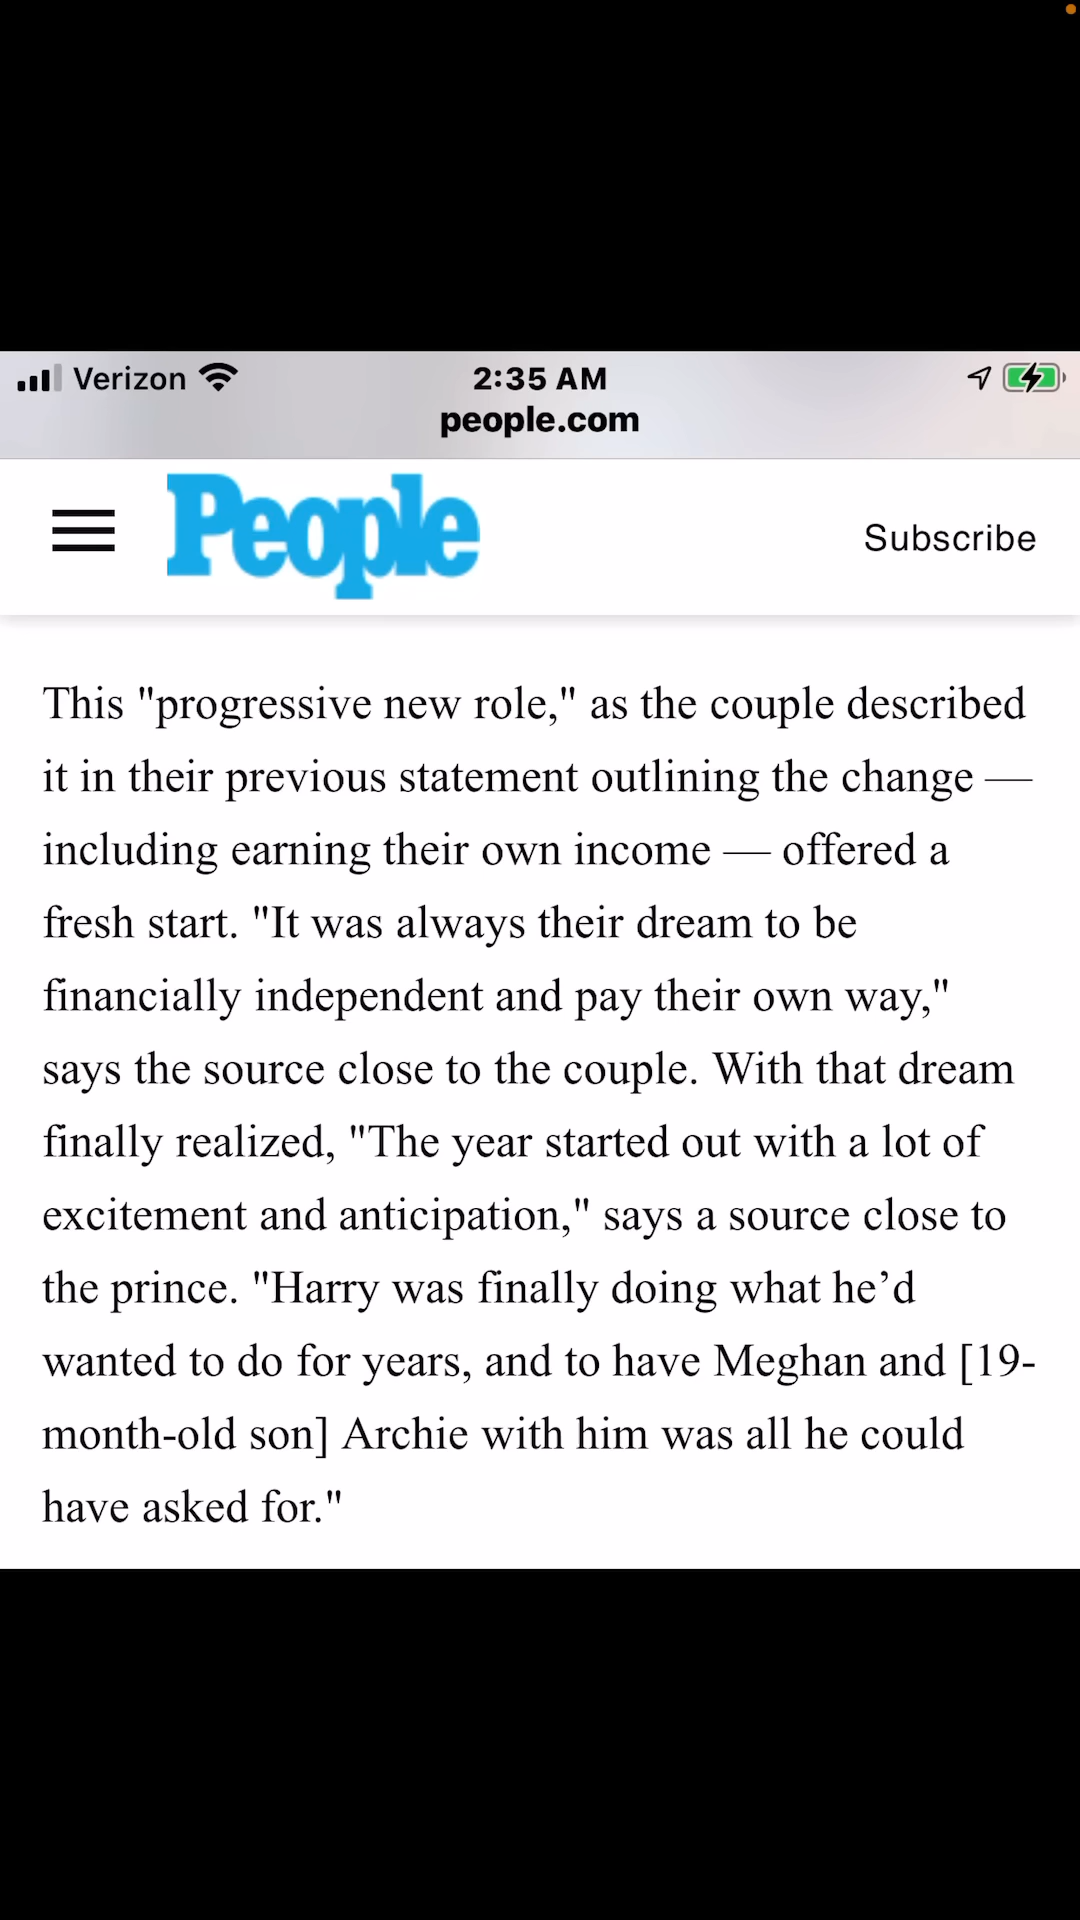 Verizon 2:35 AM
people.com
People Subscribe
This "progressive new role," as the couple described
it in their previous statement outlining the change —
including earning their own income — offered a
fresh start. "It was always their dream to be
financially independent and pay their own way,"
says the source close to the couple. With that dream
finally realized, "The year started out with a lot of
excitement and anticipation," says a source close to
the prince. "Harry was finally doing what he’d
wanted to do for years, and to have Meghan and [19-
month-old son] Archie with him was all he could
have asked for."